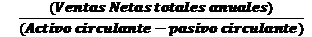 (Ventas Netas totales anuales)
(Activo circulante − pasivo circulante)